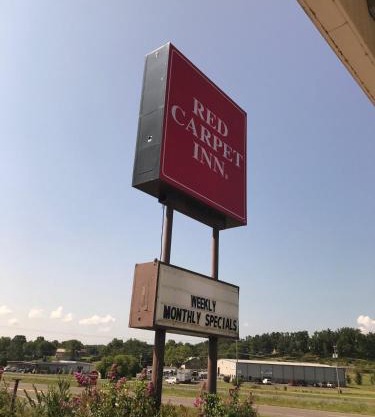 RED
CARPET
INN®
WEEKLY
MONTHLY SPECIALS